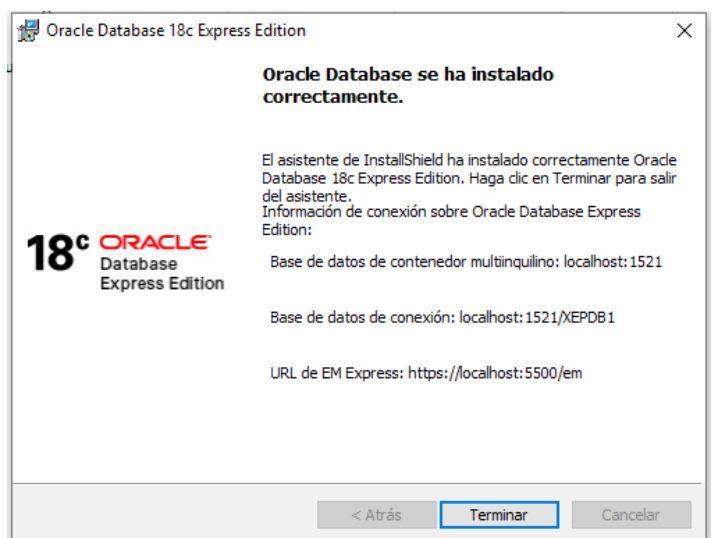 Oracle Database 18c Express Edition
Oracle Database se ha instalado
correctamente.
El asistente de InstallShield ha instalado correctamente Oracle
Database 18c Express Edition. Haga clic en Terminar para salir
del asistente.
Información de conexión sobre Oracle Database Express
Edition:
18c ORACLE
Database
Express Edition
Base de datos de contenedor multiinquilino: localhost:1521
Base de datos de conexión: localhost:1521/XEPDB1
URL de EM Express: https://localhost:5500/em
< Atrás
Terminar
Cancelar